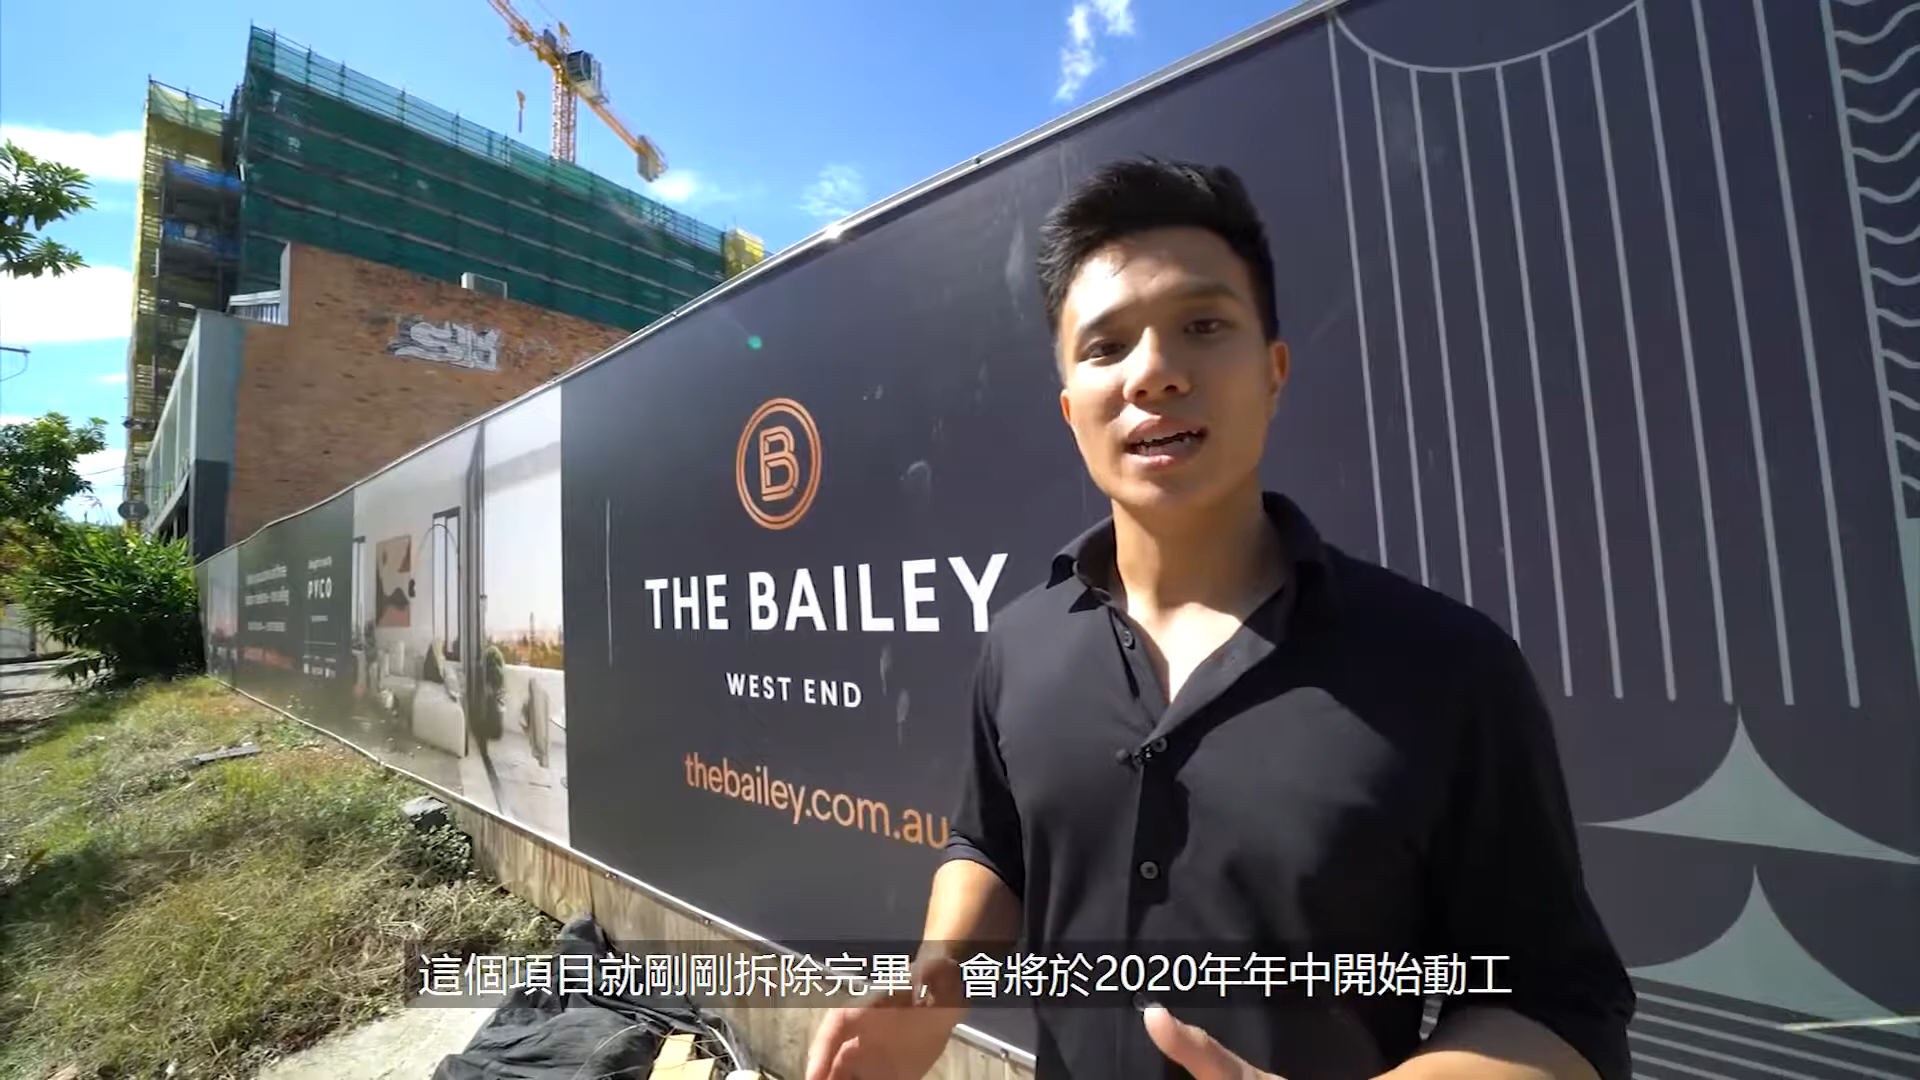 B
THE BAILEY
WEST END
thebailey.com.au
PYCO
這個項目就剛剛拆除完畢，會將於2020年年中開始動工